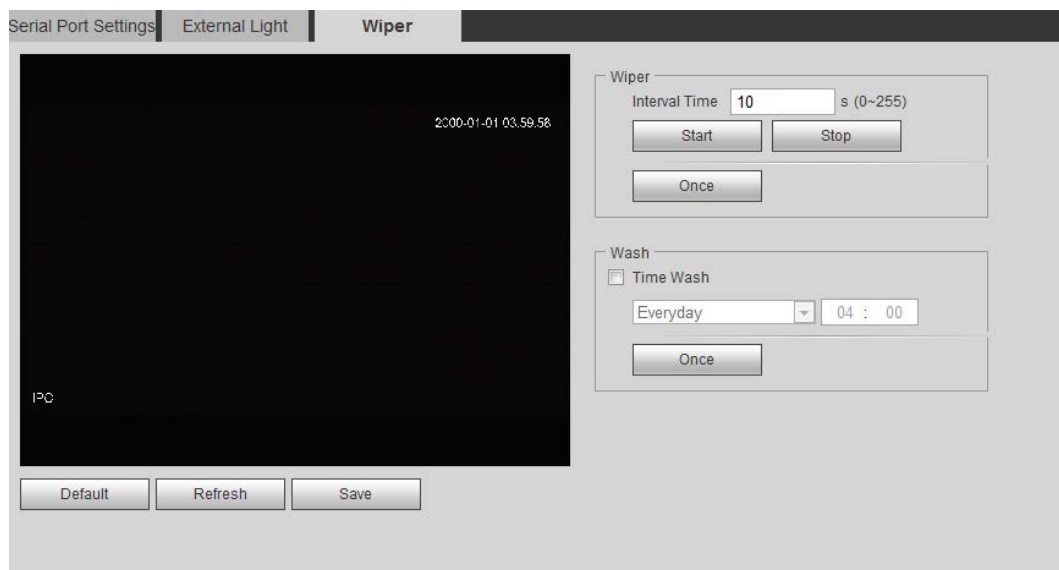 Serial Port Settings External Light Wiper
2000-01-01 03:59:58
IPC
Default Refresh Save
Wiper
Interval Time 10 s (0~255)
Start Stop
Once
Wash
Time Wash
Everyday 04 : 00
Once